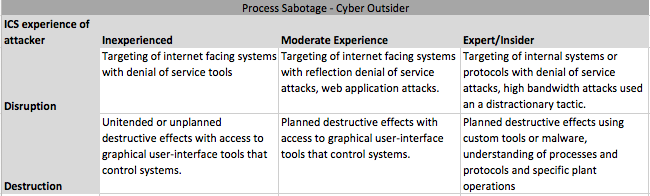 Process Sabotage - Cyber Outsider
ICS experience of
attacker
Inexperienced
Moderate Experience
Expert/Insider
Disruption
Targeting of internet facing systems
with denial of service tools
Targeting of internet facing systems
with reflection denial of service
attacks, web application attacks.
Targeting of internal systems or
protocols with denial of service
attacks, high bandwidth attacks used
an a distractionary tactic.
Destruction
Unitended or unplanned
destructive effects with access to
graphical user-interface tools that
control systems.
Planned destructive effects with
access to graphical user-interface
tools that control systems.
Planned destructive effects using
custom tools or malware,
understanding of processes and
protocols and specific plant
operations